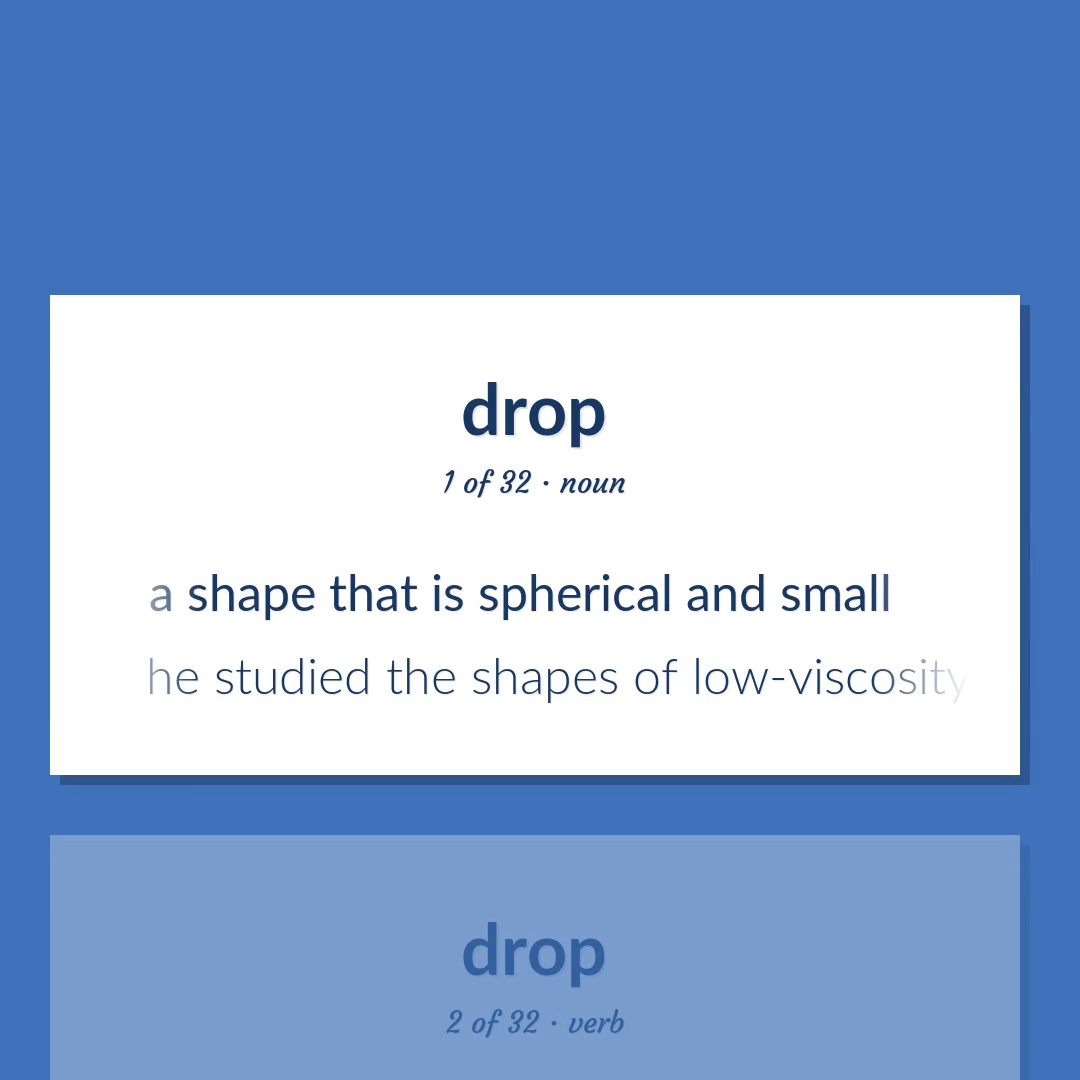 drop
1 of 32 · noun
a shape that is spherical and small
he studied the shapes of low-viscosity
drop
2 of 32 · verb